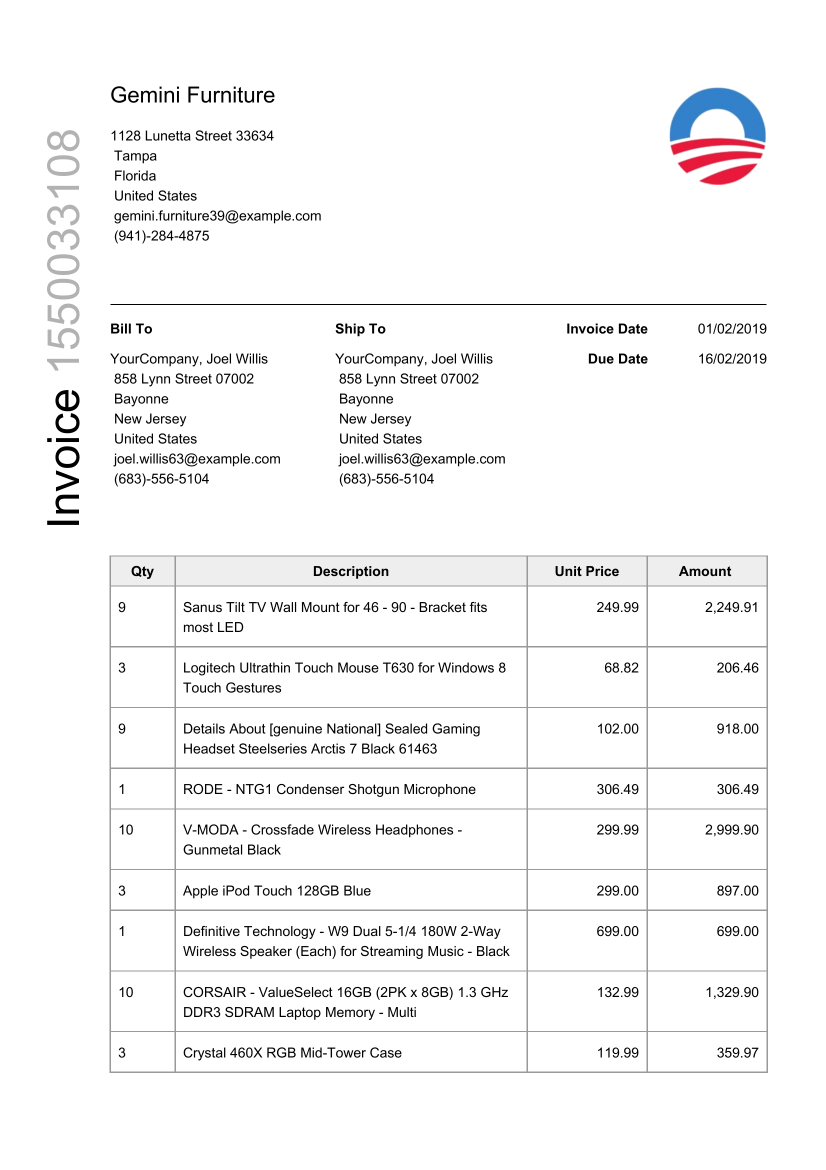 Gemini Furniture
1128 Lunetta Street 33634
Tampa
Florida
United States
gemini.furniture39@example.com
(941)-284-4875
Invoice 1550033108
Bill To Ship To Invoice Date 01/02/2019
YourCompany, Joel Willis YourCompany, Joel Willis Due Date 16/02/2019
858 Lynn Street 07002 858 Lynn Street 07002
Bayonne Bayonne
New Jersey New Jersey
United States United States
joel.willis63@example.com joel.willis63@example.com
(683)-556-5104 (683)-556-5104
Qty Description Unit Price Amount
9 Sanus Tilt TV Wall Mount for 46 - 90 - Bracket fits 249.99 2,249.91
most LED
3 Logitech Ultrathin Touch Mouse T630 for Windows 8 68.82 206.46
Touch Gestures
9 Details About [genuine National] Sealed Gaming 102.00 918.00
Headset Steelseries Arctis 7 Black 61463
1 RODE - NTG1 Condenser Shotgun Microphone 306.49 306.49
10 V-MODA - Crossfade Wireless Headphones - 299.99 2,999.90
Gunmetal Black
3 Apple iPod Touch 128GB Blue 299.00 897.00
1 Definitive Technology - W9 Dual 5-1/4 180W 2-Way 699.00 699.00
Wireless Speaker (Each) for Streaming Music - Black
10 CORSAIR - ValueSelect 16GB (2PK x 8GB) 1.3 GHz 132.99 1,329.90
DDR3 SDRAM Laptop Memory - Multi
3 Crystal 460X RGB Mid-Tower Case 119.99 359.97